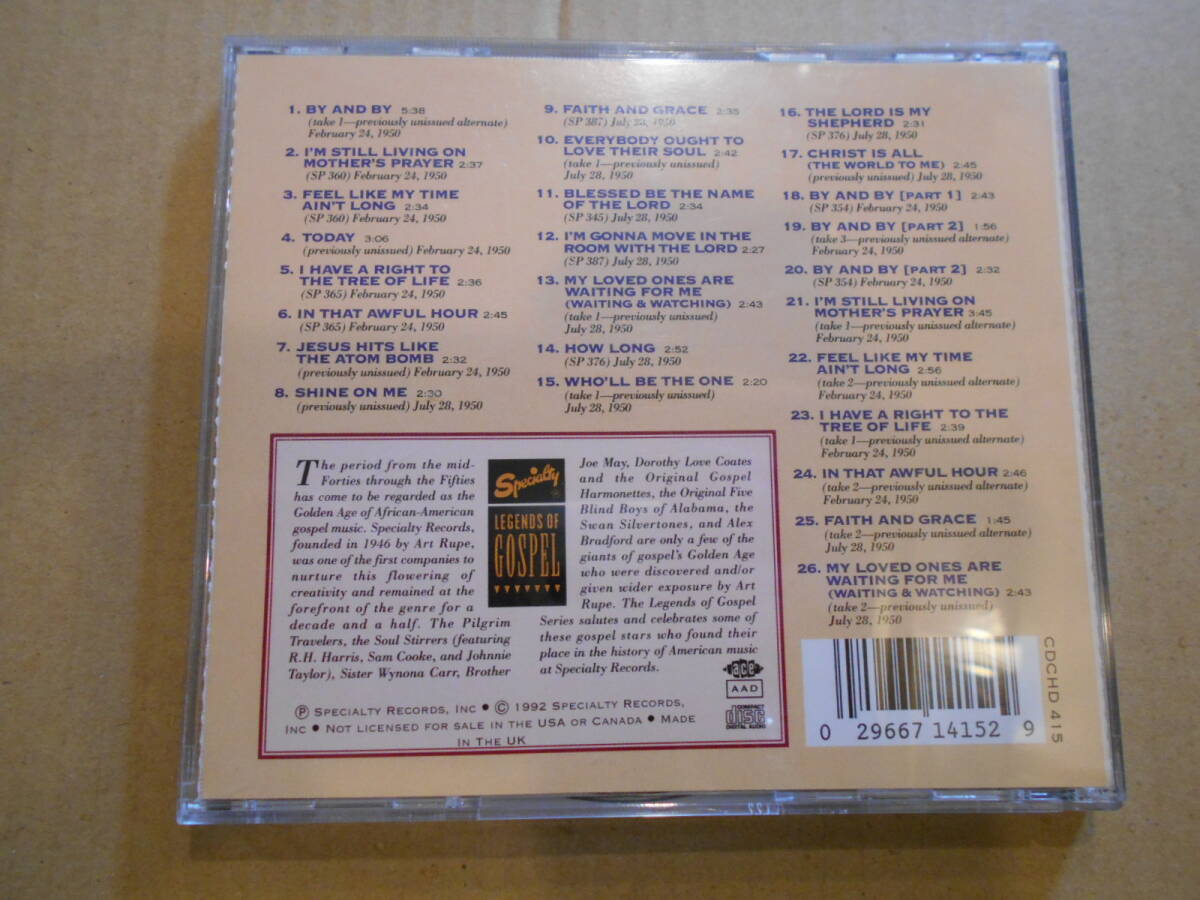 1. BY AND BY 5:38
(take 1—previously unissued alternate)
February 24, 1950
2. I'M STILL LIVING ON
MOTHER'S PRAYER 2:37
(SP 360) February 24, 1950
3. FEEL LIKE MY TIME
AIN'T LONG 2:34
(SP 360) February 24, 1950
4. TODAY 3:06
(previously unissued) February 24, 1950
5. I HAVE A RIGHT TO
THE TREE OF LIFE 2:36
(SP 365) February 24, 1950
6. IN THAT AWFUL HOUR 2:45
(SP 365) February 24, 1950
7. JESUS HITS LIKE
THE ATOM BOMB 2:32
(previously unissued) February 24, 1950
8. SHINE ON ME 2:30
(previously unissued) July 28, 1950
9. FAITH AND GRACE 2:35
(SP 387) July 28, 1950
10. EVERYBODY OUGHT TO
LOVE THEIR SOUL 2:42
(take 1—previously unissued)
July 28, 1950
11. BLESSED BE THE NAME
OF THE LORD 2:34
(SP 345) July 28, 1950
12. I'M GONNA MOVE IN THE
ROOM WITH THE LORD 2:27
(SP 387) July 28, 1950
13. MY LOVED ONES ARE
WAITING FOR ME
(WAITING & WATCHING) 2:43
(take 1—previously unissued)
July 28, 1950
14. HOW LONG 2:52
(SP 376) July 28, 1950
15. WHO'LL BE THE ONE 2:20
(take 1—previously unissued)
July 28, 1950
16. THE LORD IS MY
SHEPHERD 2:31
(SP 376) July 28, 1950
17. CHRIST IS ALL
(THE WORLD TO ME) 2:45
(previously unissued) July 28, 1950
18. BY AND BY [PART 1] 2:43
(SP 354) February 24, 1950
19. BY AND BY [PART 2] 1:56
(take 3—previously unissued alternate)
February 24, 1950
20. BY AND BY [PART 2] 2:32
(SP 354) February 24, 1950
21. I'M STILL LIVING ON
MOTHER'S PRAYER 3:45
(take 1—previously unissued alternate)
February 24, 1950
22. FEEL LIKE MY TIME
AIN'T LONG 2:56
(take 2—previously unissued alternate)
February 24, 1950
23. I HAVE A RIGHT TO THE
TREE OF LIFE 2:39
(take 1—previously unissued alternate)
February 24, 1950
24. IN THAT AWFUL HOUR 2:46
(take 2—previously unissued alternate)
February 24, 1950
25. FAITH AND GRACE 1:45
(take 2—previously unissued alternate)
July 28, 1950
26. MY LOVED ONES ARE
WAITING FOR ME
(WAITING & WATCHING) 2:43
(take 2—previously unissued)
July 28, 1950
The period from the mid-
Forties through the Fifties
has come to be regarded as the
Golden Age of African-American
gospel music. Specialty Records,
founded in 1946 by Art Rupe,
was one of the first companies to
nurture this flowering of
creativity and remained at the
forefront of the genre for a
decade and a half. The Pilgrim
Travelers, the Soul Stirrers (featuring
R.H. Harris, Sam Cooke, and Johnnie
Taylor), Sister Wynona Carr, Brother
Specialty
LEGENDS OF
GOSPEL
Joe May, Dorothy Love Coates
and the Original Gospel
Harmonettes, the Original Five
Blind Boys of Alabama, the
Swan Silvertones, and Alex
Bradford are only a few of the
giants of gospel's Golden Age
who were discovered and/or
given wider exposure by Art
Rupe. The Legends of Gospel
Series salutes and celebrates some of
these gospel stars who found their
place in the history of American music
at Specialty Records.
ace
AAD
COMPACT
disc
DIGITAL AUDIO
Ⓟ SPECIALTY RECORDS, INC • © 1992 SPECIALTY RECORDS,
INC • NOT LICENSED FOR SALE IN THE USA OR CANADA • MADE
IN THE UK
0 29667 14152 9
CDCHD 415